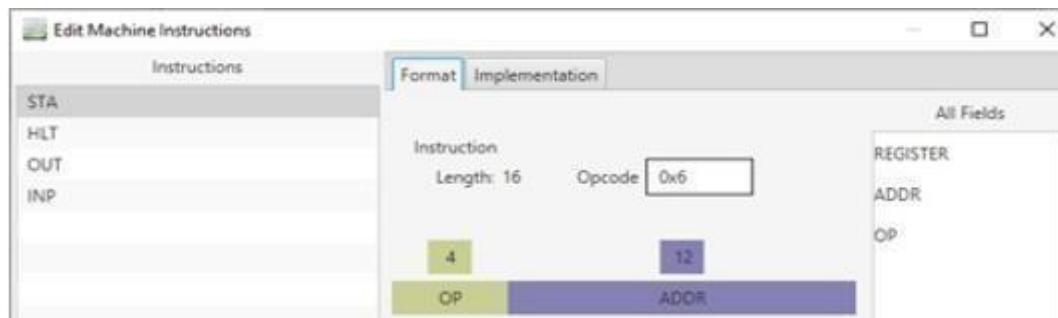 Edit Machine Instructions
Instructions
STA
HLT
OUT
INP
Format Implementation
Instruction
Length: 16 Opcode 0x6
4 12
OP ADDR
All Fields
REGISTER
ADDR
OP